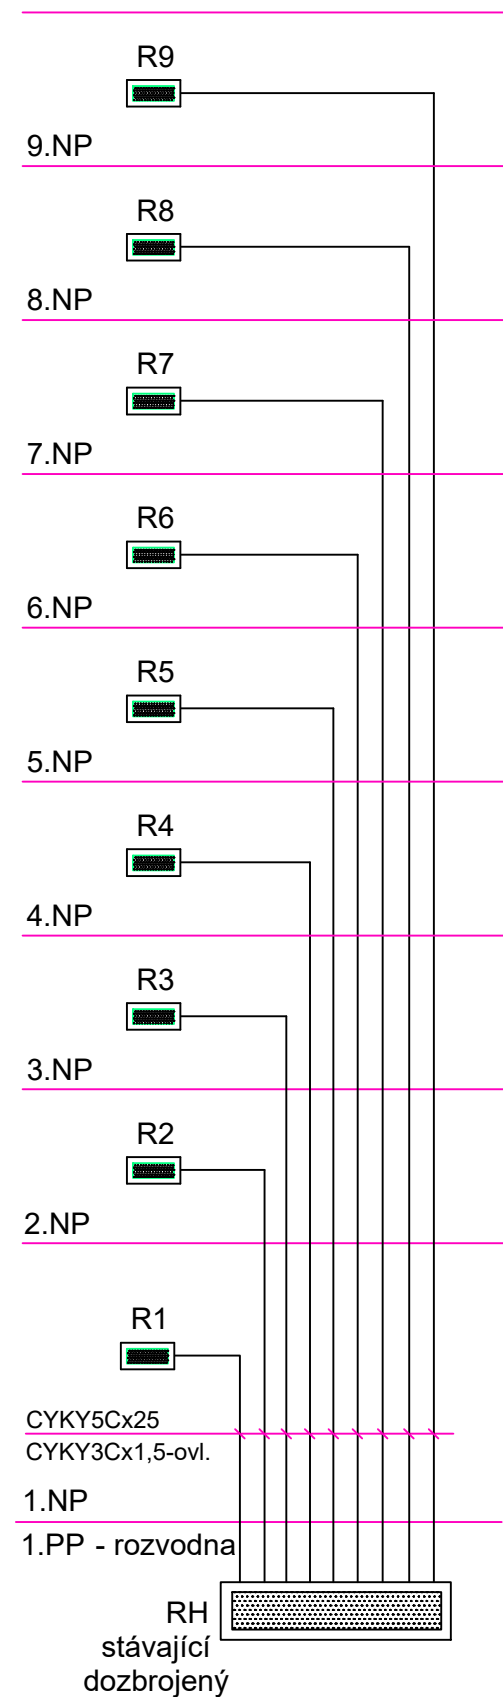 R9
9.NP
R8
8.NP
R7
7.NP
R6
6.NP
R5
5.NP
R4
4.NP
R3
3.NP
R2
2.NP
R1
CYKY5Cx25
CYKY3Cx1,5-ovl.
1.NP
1.PP - rozvodna
RH
stávající
dozbrojený